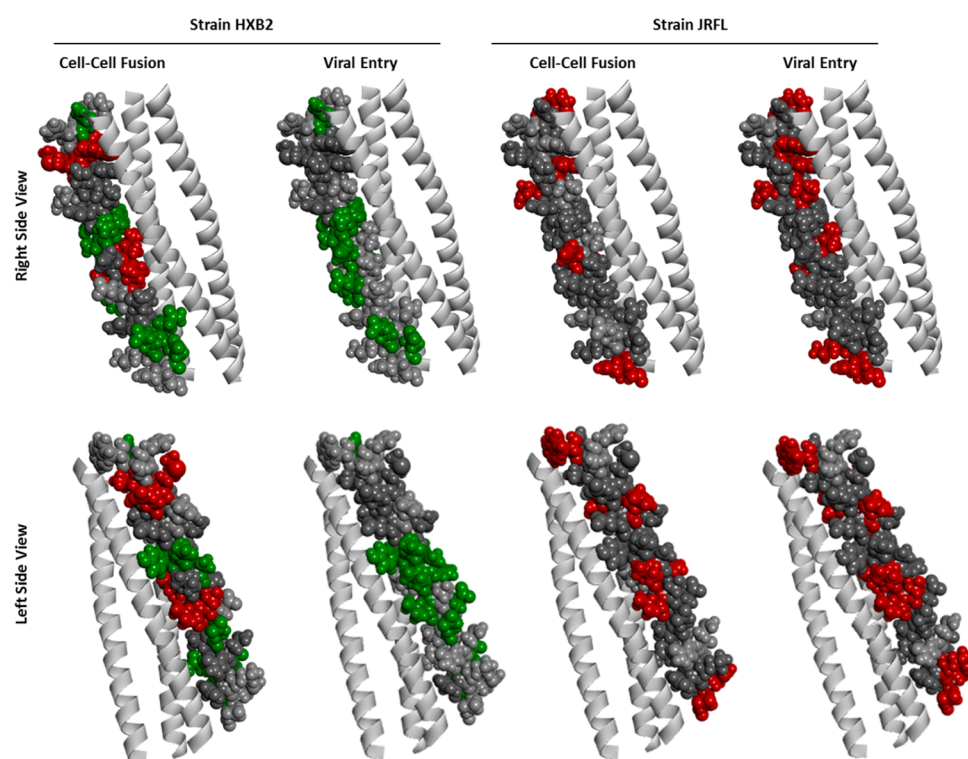 Strain HXB2
Strain JRFL
Cell-Cell Fusion
Viral Entry
Cell-Cell Fusion
Viral Entry
Right Side View
Left Side View